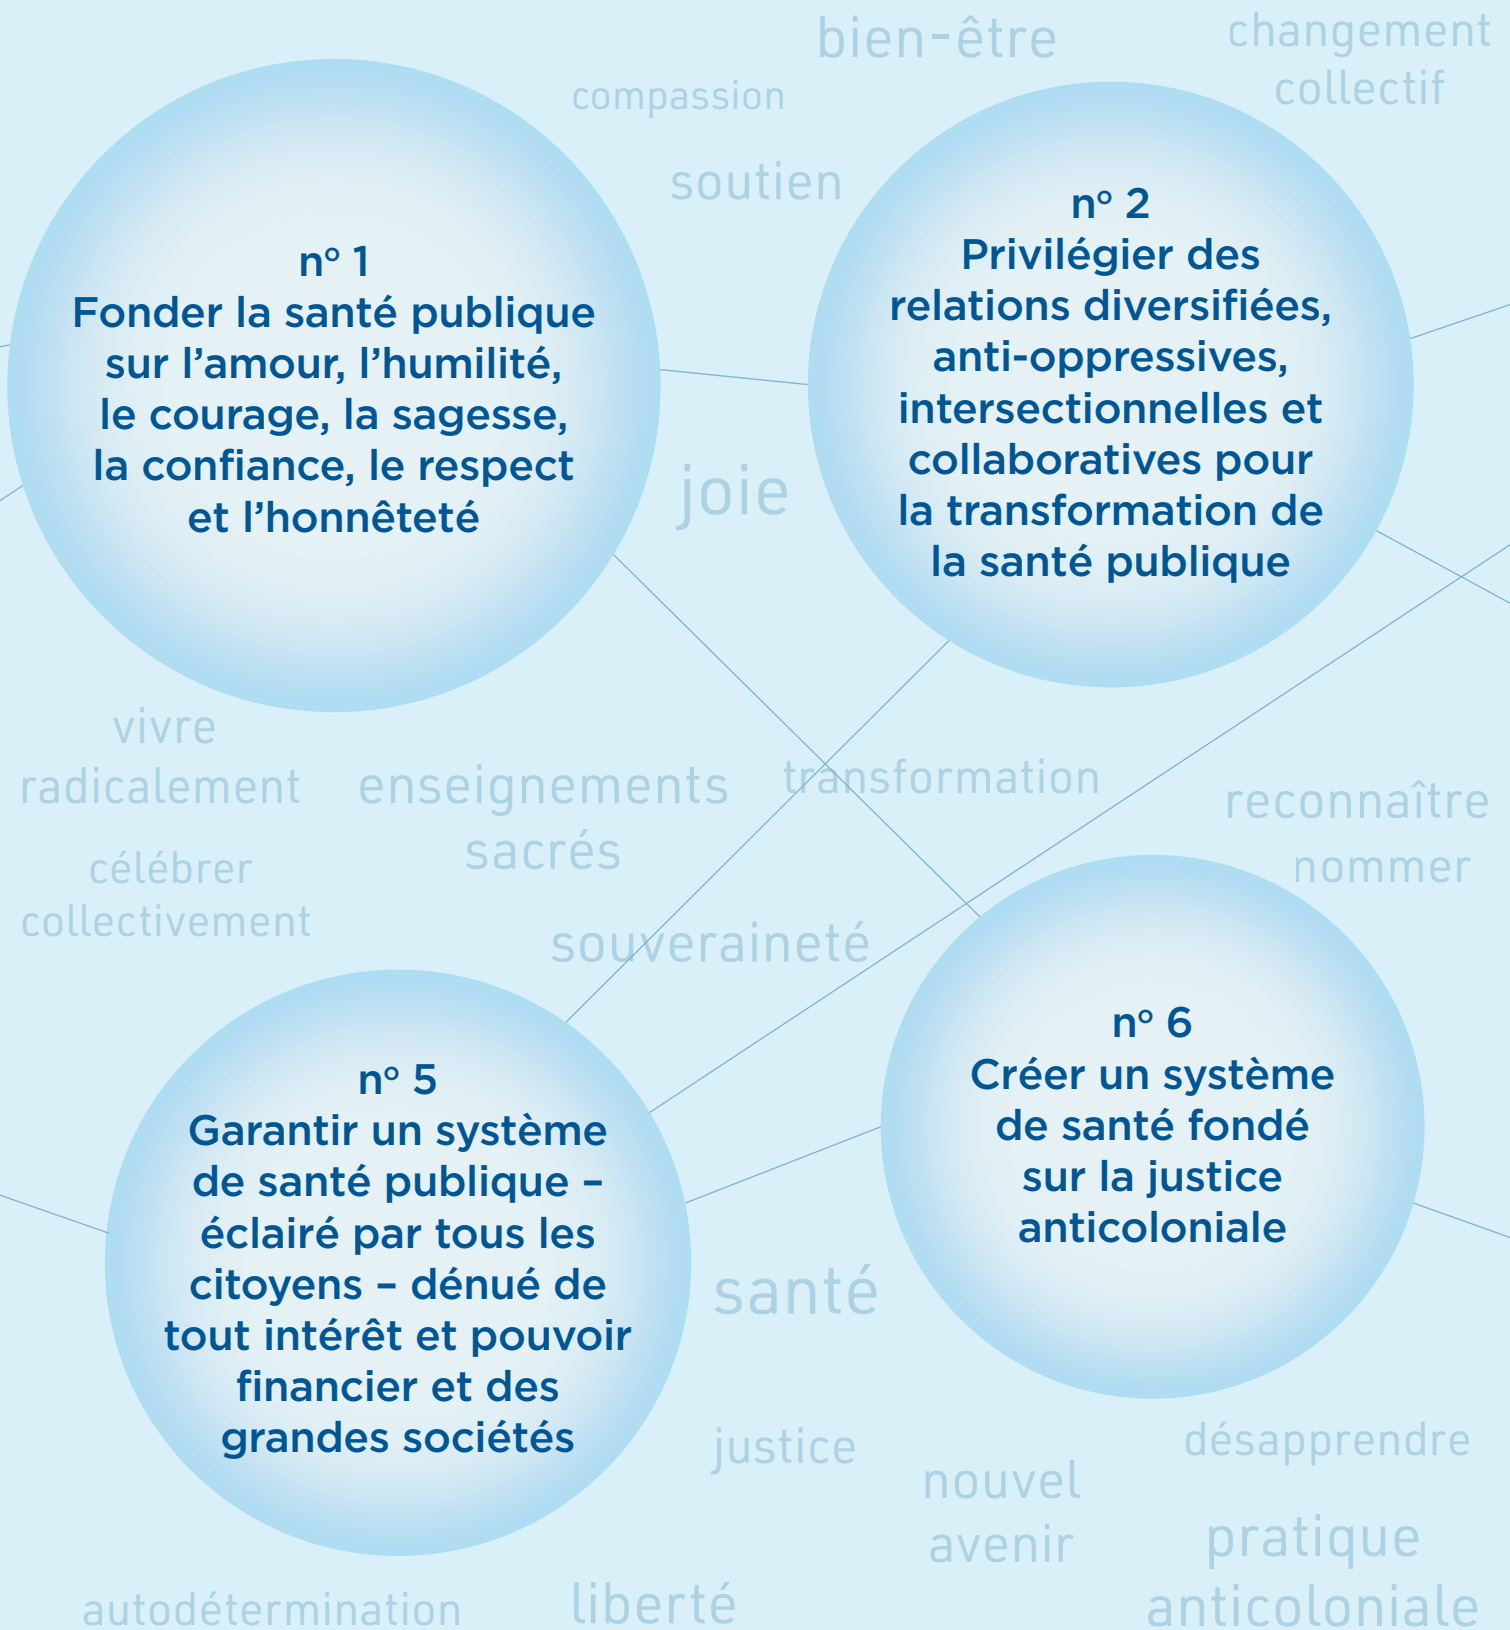 bien-être
changement
collectif
compassion
soutien
nº 1
Fonder la santé publique
sur l’amour, l’humilité,
le courage, la sagesse,
la confiance, le respect
et l’honnêteté
nº 2
Privilégier des
relations diversifiées,
anti-oppressives,
intersectionnelles et
collaboratives pour
la transformation de
la santé publique
joie
vivre
radicalement
enseignements
sacrés
transformation
reconnaître
nommer
célébrer
collectivement
souveraineté
nº 5
Garantir un système
de santé publique –
éclairé par tous les
citoyens – dénué de
tout intérêt et pouvoir
financier et des
grandes sociétés
nº 6
Créer un système
de santé fondé
sur la justice
anticoloniale
santé
justice
nouvel
avenir
désapprendre
pratique
anticoloniale
autodétermination
liberté